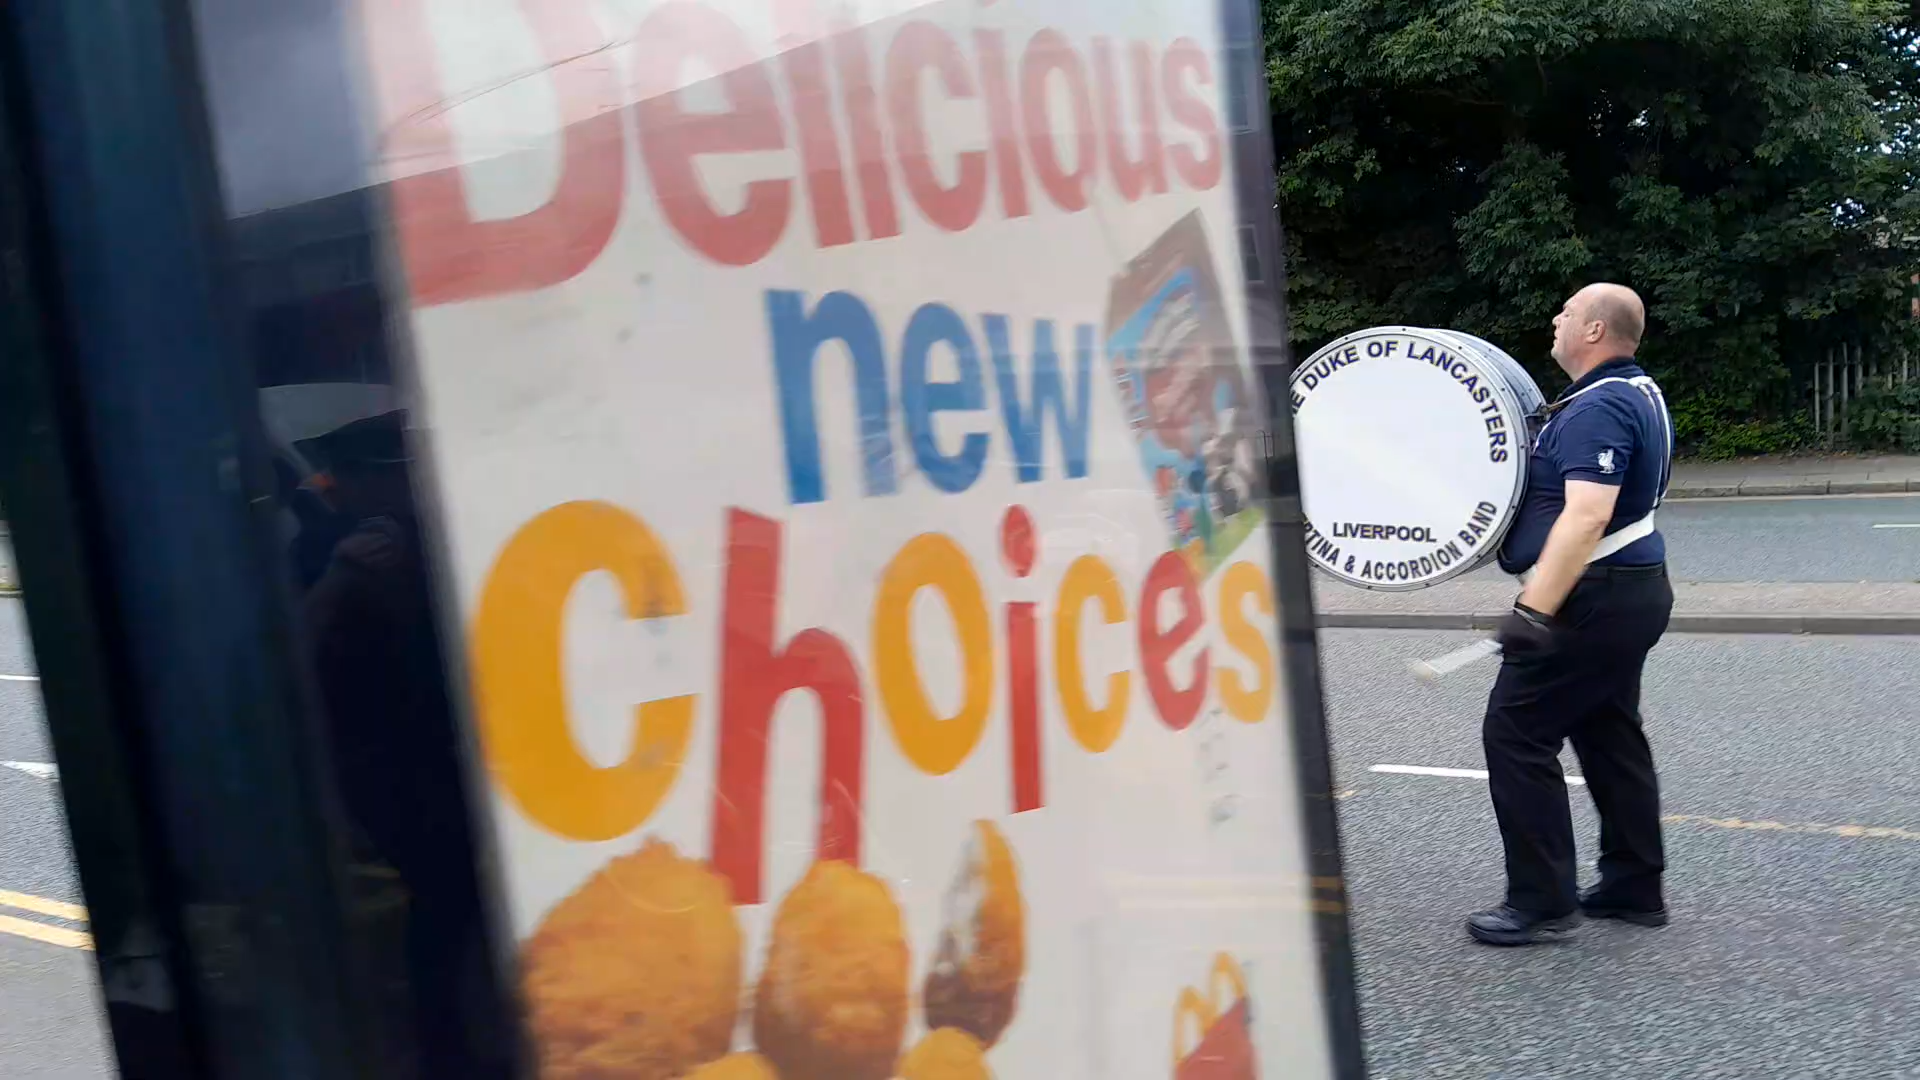 Delicious
new
choices
DUKE OF LANCASTERS
LIVERPOOL
& ACCORDION BAND